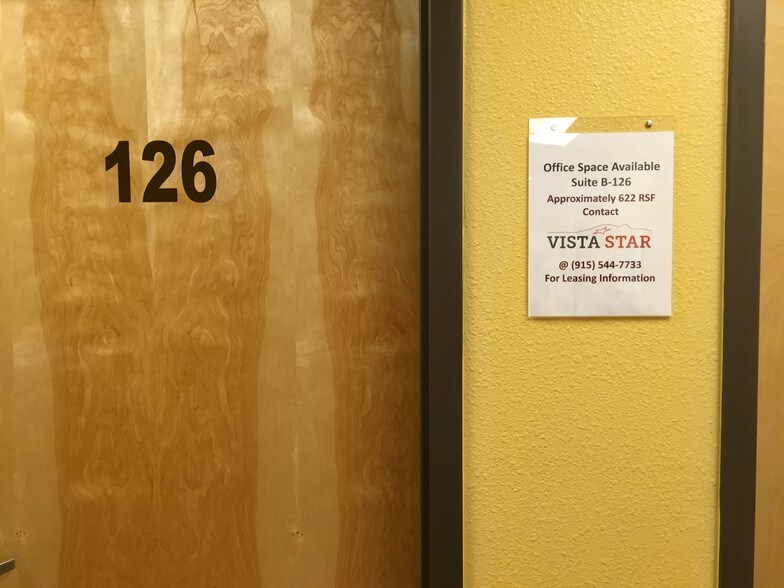 126
Office Space Available
Suite B-126
Approximately 622 RSF
Contact
VISTA STAR
@ (915) 544-7733
For Leasing Information